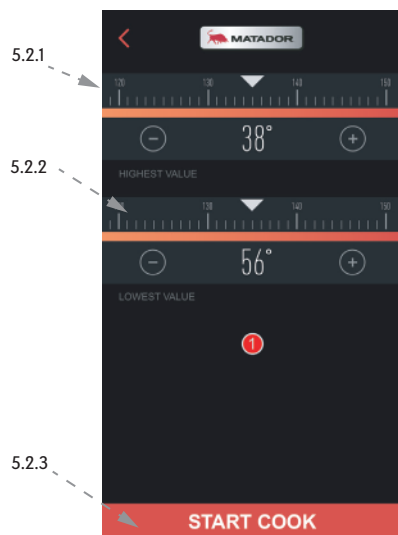 MATADOR
5.2.1
120 130 140 150
38°
HIGHEST VALUE
5.2.2
130 140 150
56°
LOWEST VALUE
1
5.2.3
START COOK